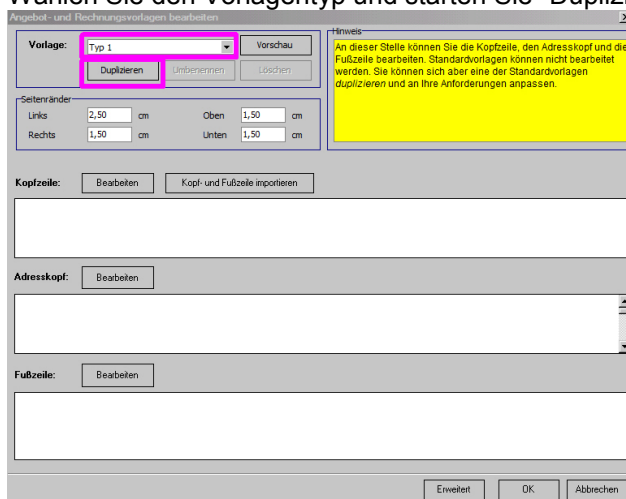 Wählen Sie den Vorlagentyp und starten Sie "Dupliz
Angebot- und Rechnungsvorlagen bearbeiten
Vorlage: Typ 1 Vorschau
Duplizieren Umbenennen Löschen
Hinweis
An dieser Stelle können Sie die Kopfzeile, den Adresskopf und die
Fußzeile bearbeiten. Standardvorlagen können nicht bearbeitet
werden. Sie können sich aber eine der Standardvorlagen
duplizieren und an Ihre Anforderungen anpassen.
Seitenränder
Links 2,50 cm Oben 1,50 cm
Rechts 1,50 cm Unten 1,50 cm
Kopfzeile: Bearbeiten Kopf- und Fußzeile importieren
Adresskopf: Bearbeiten
Fußzeile: Bearbeiten
Erweitert OK Abbrechen